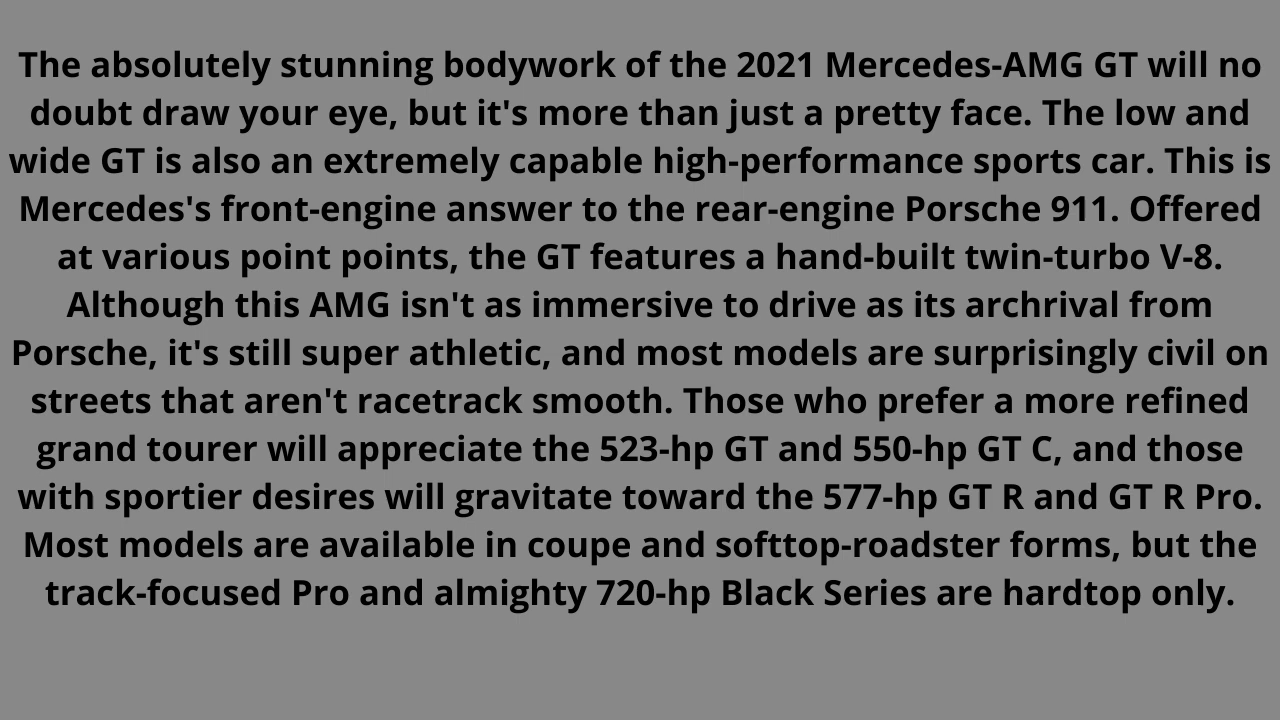 The absolutely stunning bodywork of the 2021 Mercedes-AMG GT will no
doubt draw your eye, but it's more than just a pretty face. The low and
wide GT is also an extremely capable high-performance sports car. This is
Mercedes's front-engine answer to the rear-engine Porsche 911. Offered
at various point points, the GT features a hand-built twin-turbo V-8.
Although this AMG isn't as immersive to drive as its archrival from
Porsche, it's still super athletic, and most models are surprisingly civil on
streets that aren't racetrack smooth. Those who prefer a more refined
grand tourer will appreciate the 523-hp GT and 550-hp GT C, and those
with sportier desires will gravitate toward the 577-hp GT R and GT R Pro.
Most models are available in coupe and softtop-roadster forms, but the
track-focused Pro and almighty 720-hp Black Series are hardtop only.